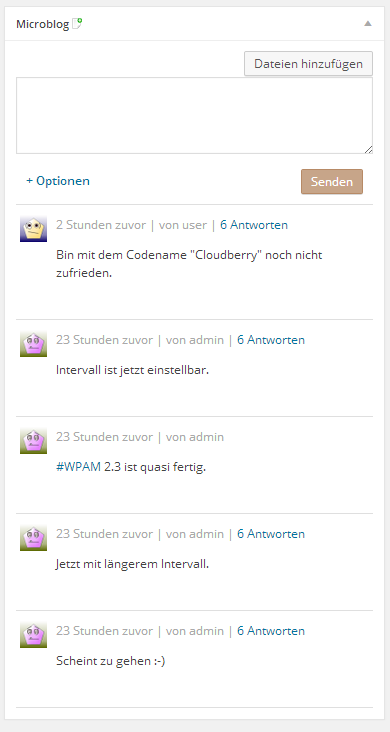 Microblog
Dateien hinzufügen
+ Optionen
Senden
2 Stunden zuvor | von user | 6 Antworten
Bin mit dem Codename "Cloudberry" noch nicht
zufrieden.
23 Stunden zuvor | von admin | 6 Antworten
Intervall ist jetzt einstellbar.
23 Stunden zuvor | von admin
#WPAM 2.3 ist quasi fertig.
23 Stunden zuvor | von admin | 6 Antworten
Jetzt mit längerem Intervall.
23 Stunden zuvor | von admin | 6 Antworten
Scheint zu gehen :-)